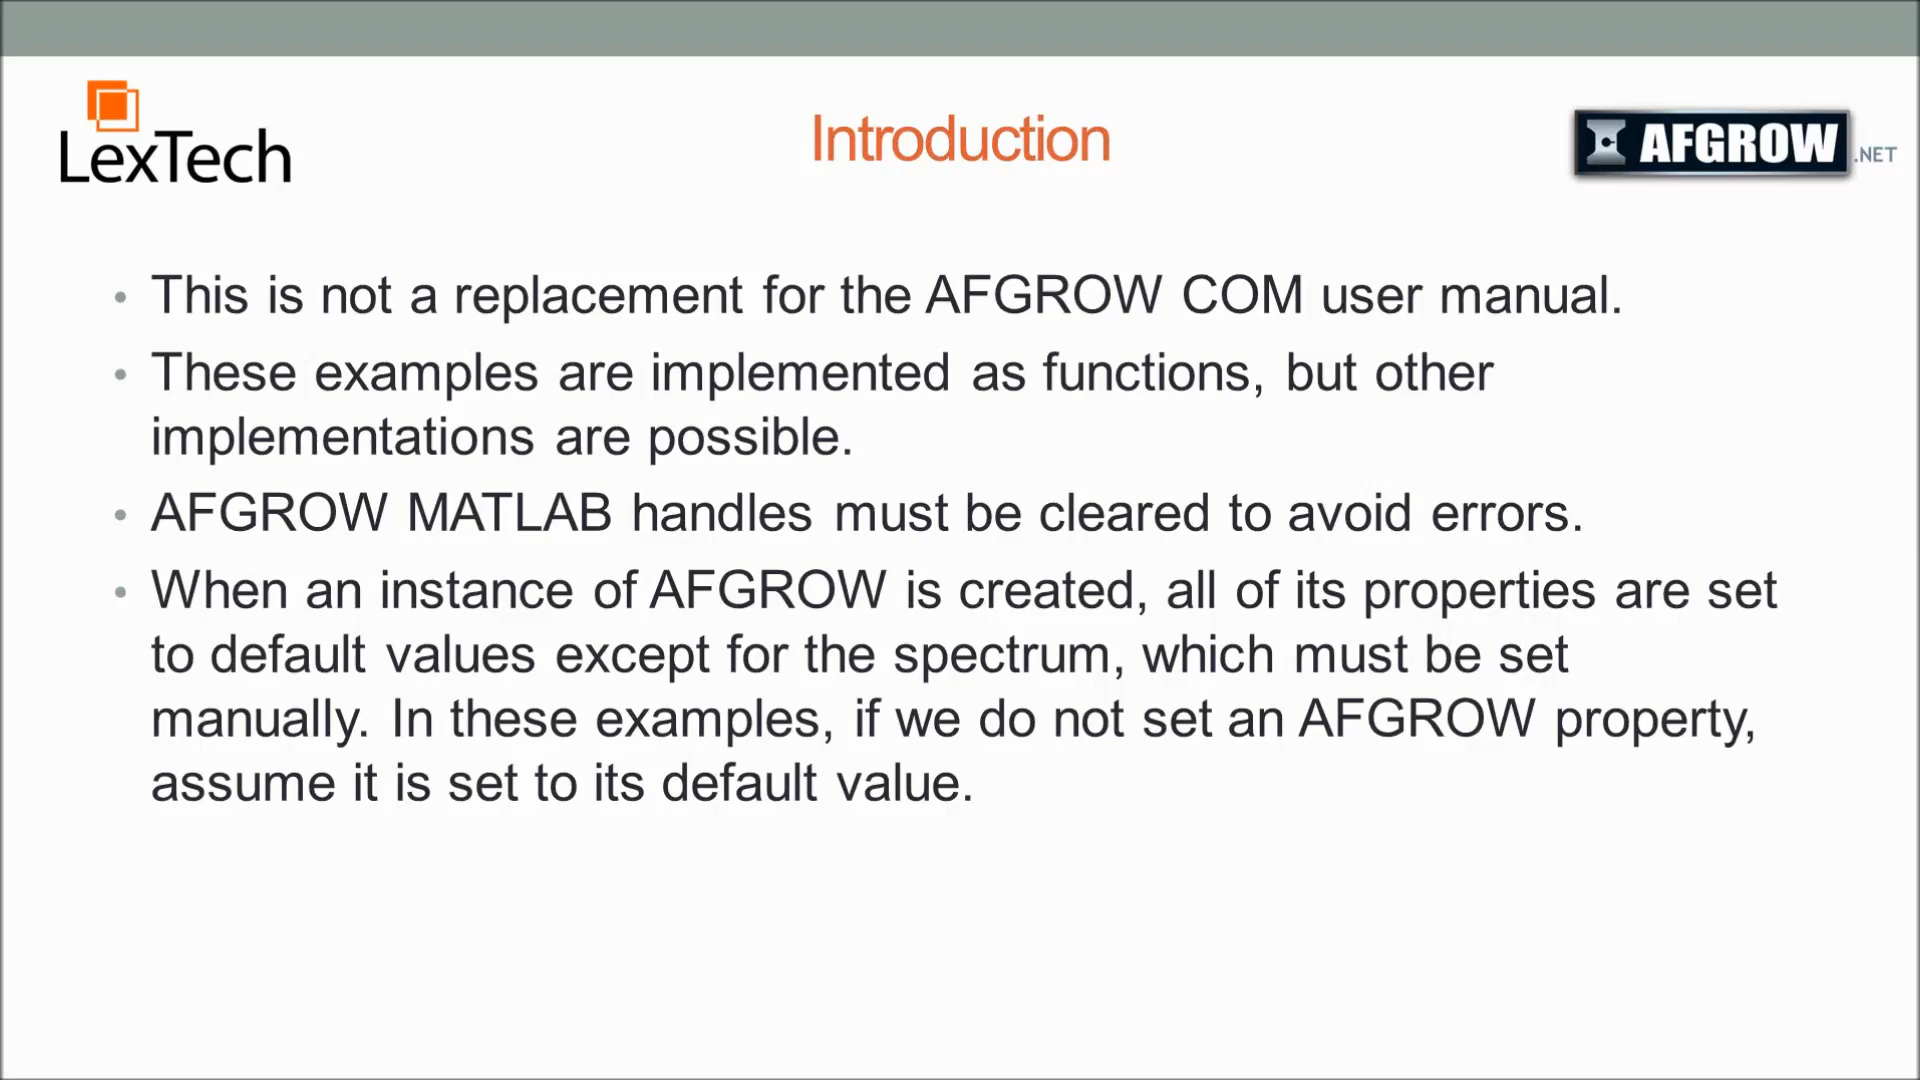 LexTech
Introduction
AFGROW.NET
• This is not a replacement for the AFGROW COM user manual.
• These examples are implemented as functions, but other
implementations are possible.
• AFGROW MATLAB handles must be cleared to avoid errors.
• When an instance of AFGROW is created, all of its properties are set
to default values except for the spectrum, which must be set
manually. In these examples, if we do not set an AFGROW property,
assume it is set to its default value.